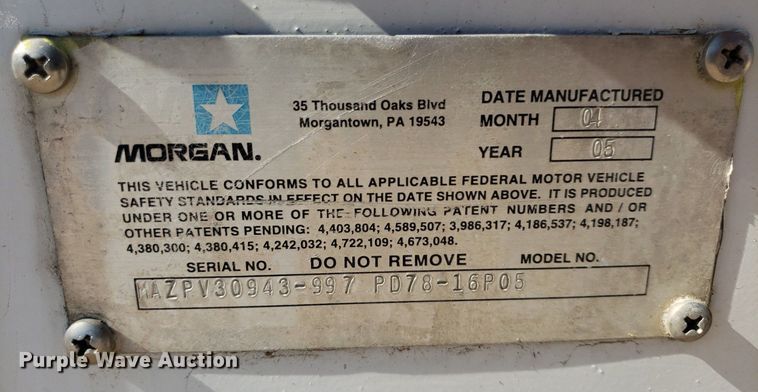 MORGAN.
35 Thousand Oaks Blvd
Morgantown, PA 19543
DATE MANUFACTURED
MONTH 04
YEAR 05
THIS VEHICLE CONFORMS TO ALL APPLICABLE FEDERAL MOTOR VEHICLE
SAFETY STANDARDS IN EFFECT ON THE DATE SHOWN ABOVE. IT IS PRODUCED
UNDER ONE OR MORE OF THE FOLLOWING PATENT NUMBERS AND / OR
OTHER PATENTS PENDING: 4,403,804; 4,589,507; 3,986,317; 4,186,537; 4,198,187;
4,380,300; 4,380,415; 4,242,032; 4,722,109; 4,673,048.
SERIAL NO. DO NOT REMOVE MODEL NO.
MAZPV30943-997 PD78-16P05
Purple Wave Auction